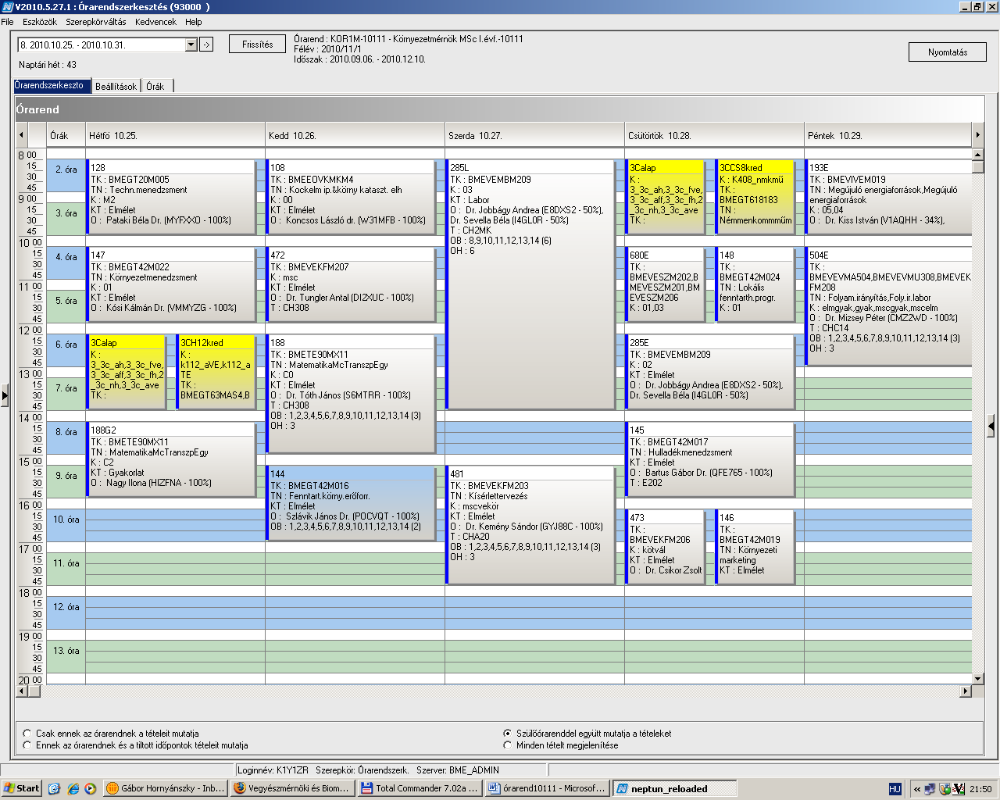 V2010.5.27.1 : Órarendszerkesztés (93000 )
File Eszközök Szerepkörváltás Kedvencek Help
8. 2010.10.25. - 2010.10.31.
->
Frissítés
Naptári hét : 43
Órarend : KOR1M-10111 - Környezetmérnök MSc I.évf.-10111
Félév : 2010/11/1
Időszak : 2010.09.06. - 2010.12.10.
Nyomtatás
Órarendszerkeszto Beállítások Órák
Órarend
Órák Hétfő 10.25. Kedd 10.26. Szerda 10.27. Csütörtök 10.28. Péntek 10.29.
8 00
15
30
45
9 00
15
30
45
10 00
15
30
45
11 00
15
30
45
12 00
15
30
45
13 00
15
30
45
14 00
15
30
45
15 00
15
30
45
16 00
15
30
45
17 00
15
30
45
18 00
15
30
45
19 00
15
30
45
20 00
2. óra
3. óra
4. óra
5. óra
6. óra
7. óra
8. óra
9. óra
10. óra
11. óra
12. óra
13. óra
128
TK : BMEGT20M005
TN : Techn.menedzsment
K : M2
KT : Elmélet
O : Pataki Béla Dr. (MYFXXO - 100%)
147
TK : BMEGT42M022
TN : Környezetmenedzsment
K : 01
KT : Elmélet
O : Kósi Kálmán Dr. (VMMYZG - 100%)
3Calap
K :
3_3c_ah,3_3c_fve,
3_3c_aff,3_3c_fh,2
_3c_nh,3_3c_ave
TK :
3CH12kred
K :
k112_aVE,k112_a
TE
TK :
BMEGT63MAS4,B
188G2
TK : BMETE90MX11
TN : MatematikaMcTranszpEgy
K : C2
KT : Gyakorlat
O : Nagy Ilona (HIZFNA - 100%)
108
TK : BMEEOVKMKM4
TN : Kockelm ip.&körny kataszt. elh
K : 00
KT : Elmélet
O : Koncsos László dr. (W31MFB - 100%)
472
TK : BMEVEKFM207
K : msc
KT : Elmélet
O : Dr. Tungler Antal (DI2XUC - 100%)
T : CH308
188
TK : BMETE90MX11
TN : MatematikaMcTranszpEgy
K : C0
KT : Elmélet
O : Dr. Tóth János (S6MTRR - 100%)
T : CH308
OB : 1,2,3,4,5,6,7,8,9,10,11,12,13,14 (3)
OH : 3
144
TK : BMEGT42M016
TN : Fenntart.körny.erőforr.
KT : Elmélet
O : Szlávik János Dr. (POCVQT - 100%)
OB : 1,2,3,4,5,6,7,8,9,10,11,12,13,14 (2)
285L
TK : BMEVEMBM209
K : 03
KT : Labor
O : Dr. Jobbágy Andrea (E8DXS2 - 50%),
Dr. Sevella Béla (I4GL0R - 50%)
T : CH2MK
OB : 8,9,10,11,12,13,14 (6)
OH : 6
481
TK : BMEVEKFM203
TN : Kísérlettervezés
K : mscvekör
KT : Elmélet
O : Dr. Kemény Sándor (GYJ88C - 100%)
T : CHA20
OB : 1,2,3,4,5,6,7,8,9,10,11,12,13,14 (3)
OH : 3
3Calap
K :
3_3c_ah,3_3c_fve,
3_3c_aff,3_3c_fh,2
_3c_nh,3_3c_ave
TK :
3CCS8kred
K : K408_nmkmű
TK :
BMEGT618183
TN :
Némmenkommműm
680E
TK :
BMEVESZM202,B
MEVESZM201,BM
EVESZM206
K : 01,03
148
TK :
BMEGT42M024
TN : Lokális
fenntarth.progr.
K : 01
285E
TK : BMEVEMBM209
K : 02
KT : Elmélet
O : Dr. Jobbágy Andrea (E8DXS2 - 50%),
Dr. Sevella Béla (I4GL0R - 50%)
145
TK : BMEGT42M017
TN : Hulladékmenedzsment
KT : Elmélet
O : Bartus Gábor Dr. (QFE765 - 100%)
T : E202
473
TK :
BMEVEKFM206
K : kötvál
KT : Elmélet
O : Dr. Csikor Zsolt
146
TK :
BMEGT42M019
TN : Környezeti
marketing
KT : Elmélet
193E
TK : BMEVIVEM019
TN : Megújuló energiaforrások,Megújuló
energiaforrások
K : 05,04
O : Dr. Kiss István (V1AQHH - 34%),
504E
TK :
BMEVEVMA504,BMEVEVMU308,BMEVEK
FM208
TN : Folyam.irányítás,Foly.ir.labor
K : elmgyak,gyak,mscgyak,mscelm
O : Dr. Mizsey Péter (CMZ2WD - 100%)
T : CHC14
OB : 1,2,3,4,5,6,7,8,9,10,11,12,13,14 (3)
OH : 3
Csak ennek az órarendnek a tételeit mutatja
Ennek az órarendnek és a tiltott időpontok tételeit mutatja
Szülőórarenddel együtt mutatja a tételeket
Minden tételt megjelenítése
Loginnév: K1Y1ZR Szerepkör: Órarendszerk. Szerver: BME_ADMIN
Start
Gábor Hornyánszky - Inb...
Vegyészmérnöki és Biom...
Total Commander 7.02a ...
órarend10111 - Microsof...
neptun_reloaded
HU
«
21:50